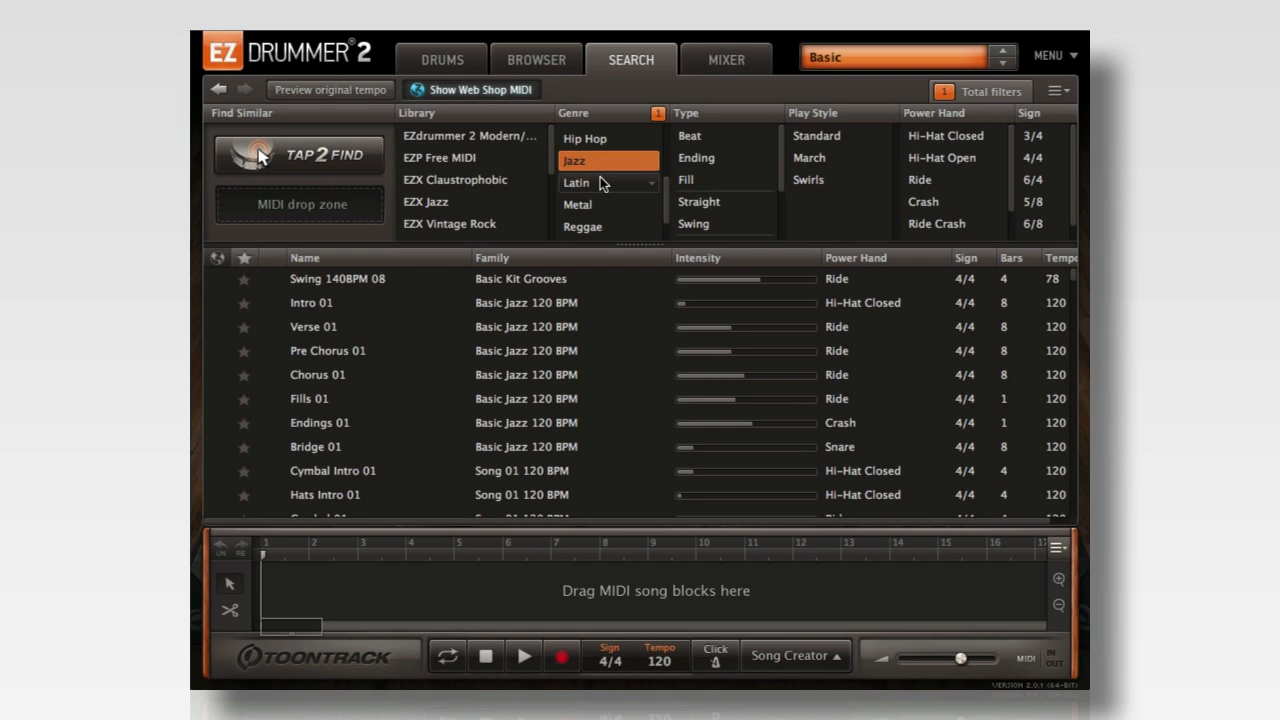 EZ DRUMMER® 2 DRUMS BROWSER SEARCH MIXER Basic MENU
Preview original tempo Show Web Shop MIDI 1 Total filters
Find Similar Library Genre 1 Type Play Style Power Hand Sign
EZdrummer 2 Modern/... Hip Hop Beat Standard Hi-Hat Closed 3/4
TAP2FIND EZP Free MIDI Jazz Ending March Hi-Hat Open 4/4
EZX Claustrophobic Latin Fill Swirls Ride 6/4
MIDI drop zone EZX Jazz Metal Straight Crash 5/8
EZX Vintage Rock Reggae Swing Ride Crash 6/8
Name Family Intensity Power Hand Sign Bars Tempo
Swing 140BPM 08 Basic Kit Grooves Ride 4/4 4 78
Intro 01 Basic Jazz 120 BPM Hi-Hat Closed 4/4 8 120
Verse 01 Basic Jazz 120 BPM Ride 4/4 8 120
Pre Chorus 01 Basic Jazz 120 BPM Ride 4/4 8 120
Chorus 01 Basic Jazz 120 BPM Ride 4/4 8 120
Fills 01 Basic Jazz 120 BPM Ride 4/4 1 120
Endings 01 Basic Jazz 120 BPM Crash 4/4 1 120
Bridge 01 Basic Jazz 120 BPM Snare 4/4 8 120
Cymbal Intro 01 Song 01 120 BPM Hi-Hat Closed 4/4 4 120
Hats Intro 01 Song 01 120 BPM Hi-Hat Closed 4/4 4 120
1 2 3 4 5 6 7 8 9 10 11 12 13 14 15 16 17
UN RE
Drag MIDI song blocks here
TOONTRACK Sign 4/4 Tempo 120 Click Song Creator MIDI IN OUT
VERSION 2.0.1 (64-BIT)